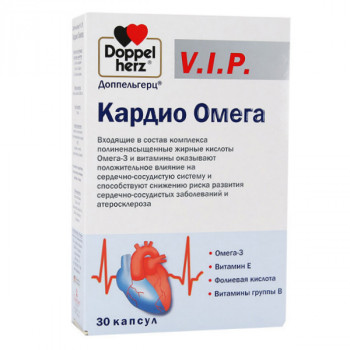 Doppel
herz®
V.I.P.
Доппельгерц®
Кардио Омега
Входящие в состав комплекса
полиненасыщенные жирные кислоты
Омега-3 и витамины оказывают
положительное влияние на
сердечно-сосудистую систему и
способствуют снижению риска развития
сердечно-сосудистых заболеваний и
атеросклероза
• Омега-3
• Витамин Е
• Фолиевая кислота
• Витамины группы В
30 капсул